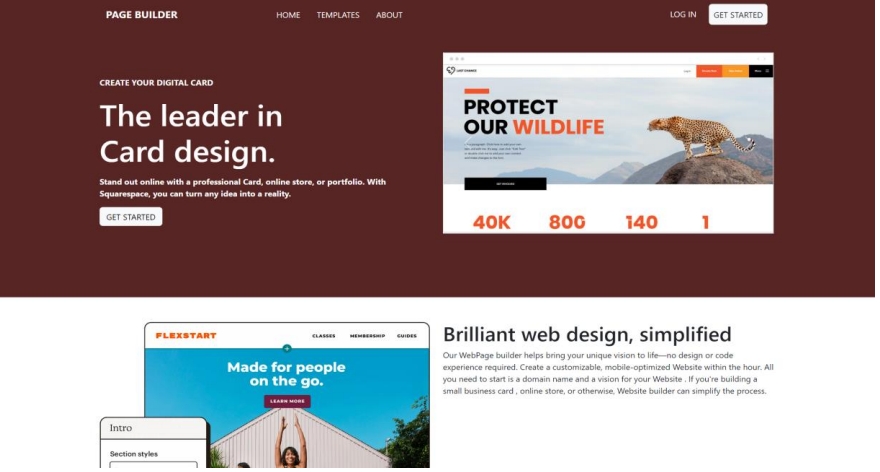 PAGE BUILDER
HOME TEMPLATES ABOUT
LOG IN GET STARTED
CREATE YOUR DIGITAL CARD
The leader in
Card design.
Stand out online with a professional Card, online store, or portfolio. With
Squarespace, you can turn any idea into a reality.
GET STARTED
PROTECT
OUR WILDLIFE
GET INVOLVED
40K 800 140 1
FLEXSTART
CLASSES MEMBERSHIP GUIDES
Made for people
on the go.
LEARN MORE
Intro
Section styles
Brilliant web design, simplified
Our WebPage builder helps bring your unique vision to life—no design or code
experience required. Create a customizable, mobile-optimized Website within the hour. All
you need to start is a domain name and a vision for your Website . If you're building a
small business card , online store, or otherwise, Website builder can simplify the process.